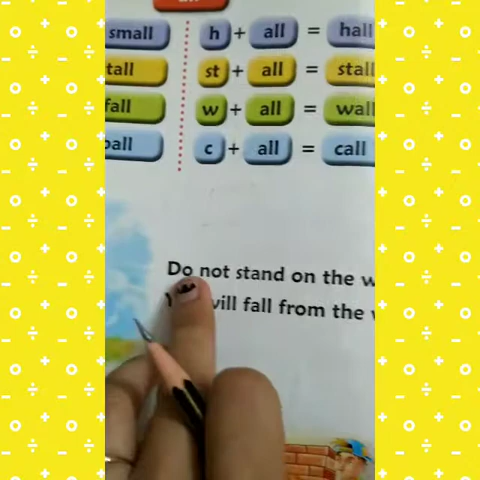 small h + all = hall
tall st + all = stall
fall w + all = wall
ball c + all = call
Do not stand on the
will fall from the